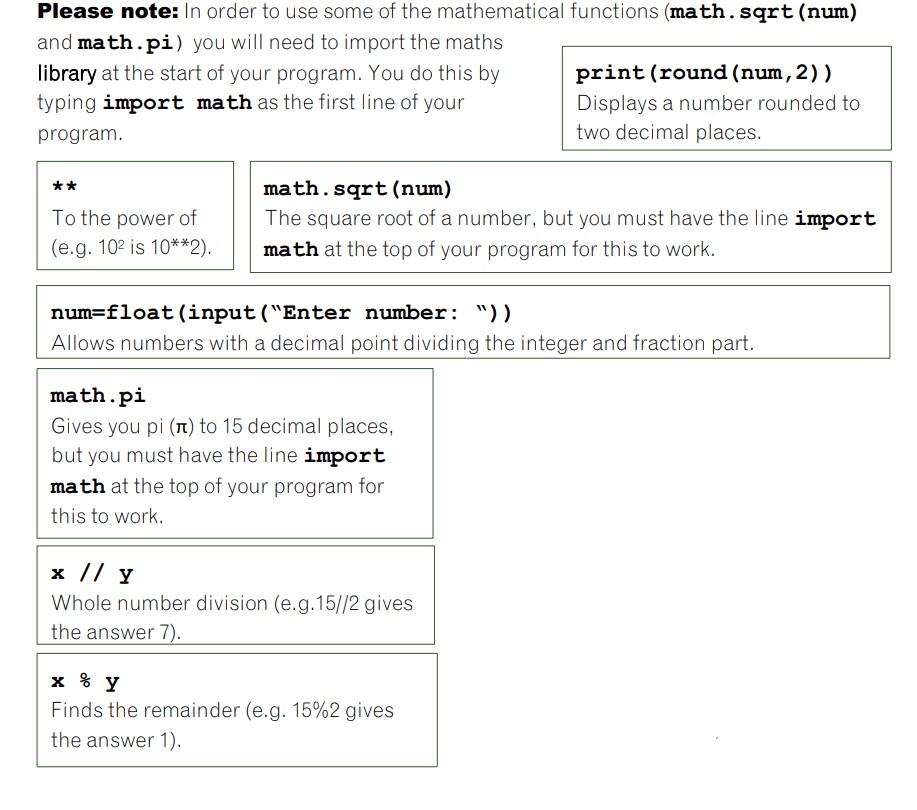 Please note: In order to use some of the mathematical functions (math.sqrt(num)
and math.pi) you will need to import the maths
library at the start of your program. You do this by
typing import math as the first line of your
program.
print(round(num,2))
Displays a number rounded to
two decimal places.
**
To the power of
(e.g. 10² is 10**2).
math.sqrt(num)
The square root of a number, but you must have the line import
math at the top of your program for this to work.
num=float(input(“Enter number: “))
Allows numbers with a decimal point dividing the integer and fraction part.
math.pi
Gives you pi (π) to 15 decimal places,
but you must have the line import
math at the top of your program for
this to work.
x // y
Whole number division (e.g.15//2 gives
the answer 7).
x % y
Finds the remainder (e.g. 15%2 gives
the answer 1).